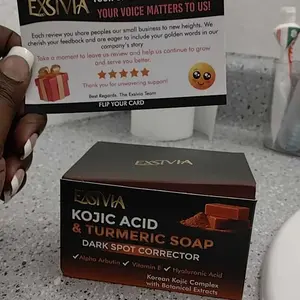 EXSIVIA
YOUR VOICE MATTERS TO US!
Each review you share peoples our small business to new heights. We
cherish your feedback and are eager to include your golden words in our
company's story
Take a moment to leave us review and help us continue to grow
and serve you better.
Thank you for unwavering support!
Best Regards, The Exsivia Team
FLIP YOUR CARD
EXSIVIA
EXSIVIA
KOJIC ACID
& TURMERIC SOAP
DARK SPOT CORRECTOR
✓ Alpha Arbutin ✓ Vitamin E ✓ Hyaluronic Acid
Korean Kojic Complex
with Botanical Extracts